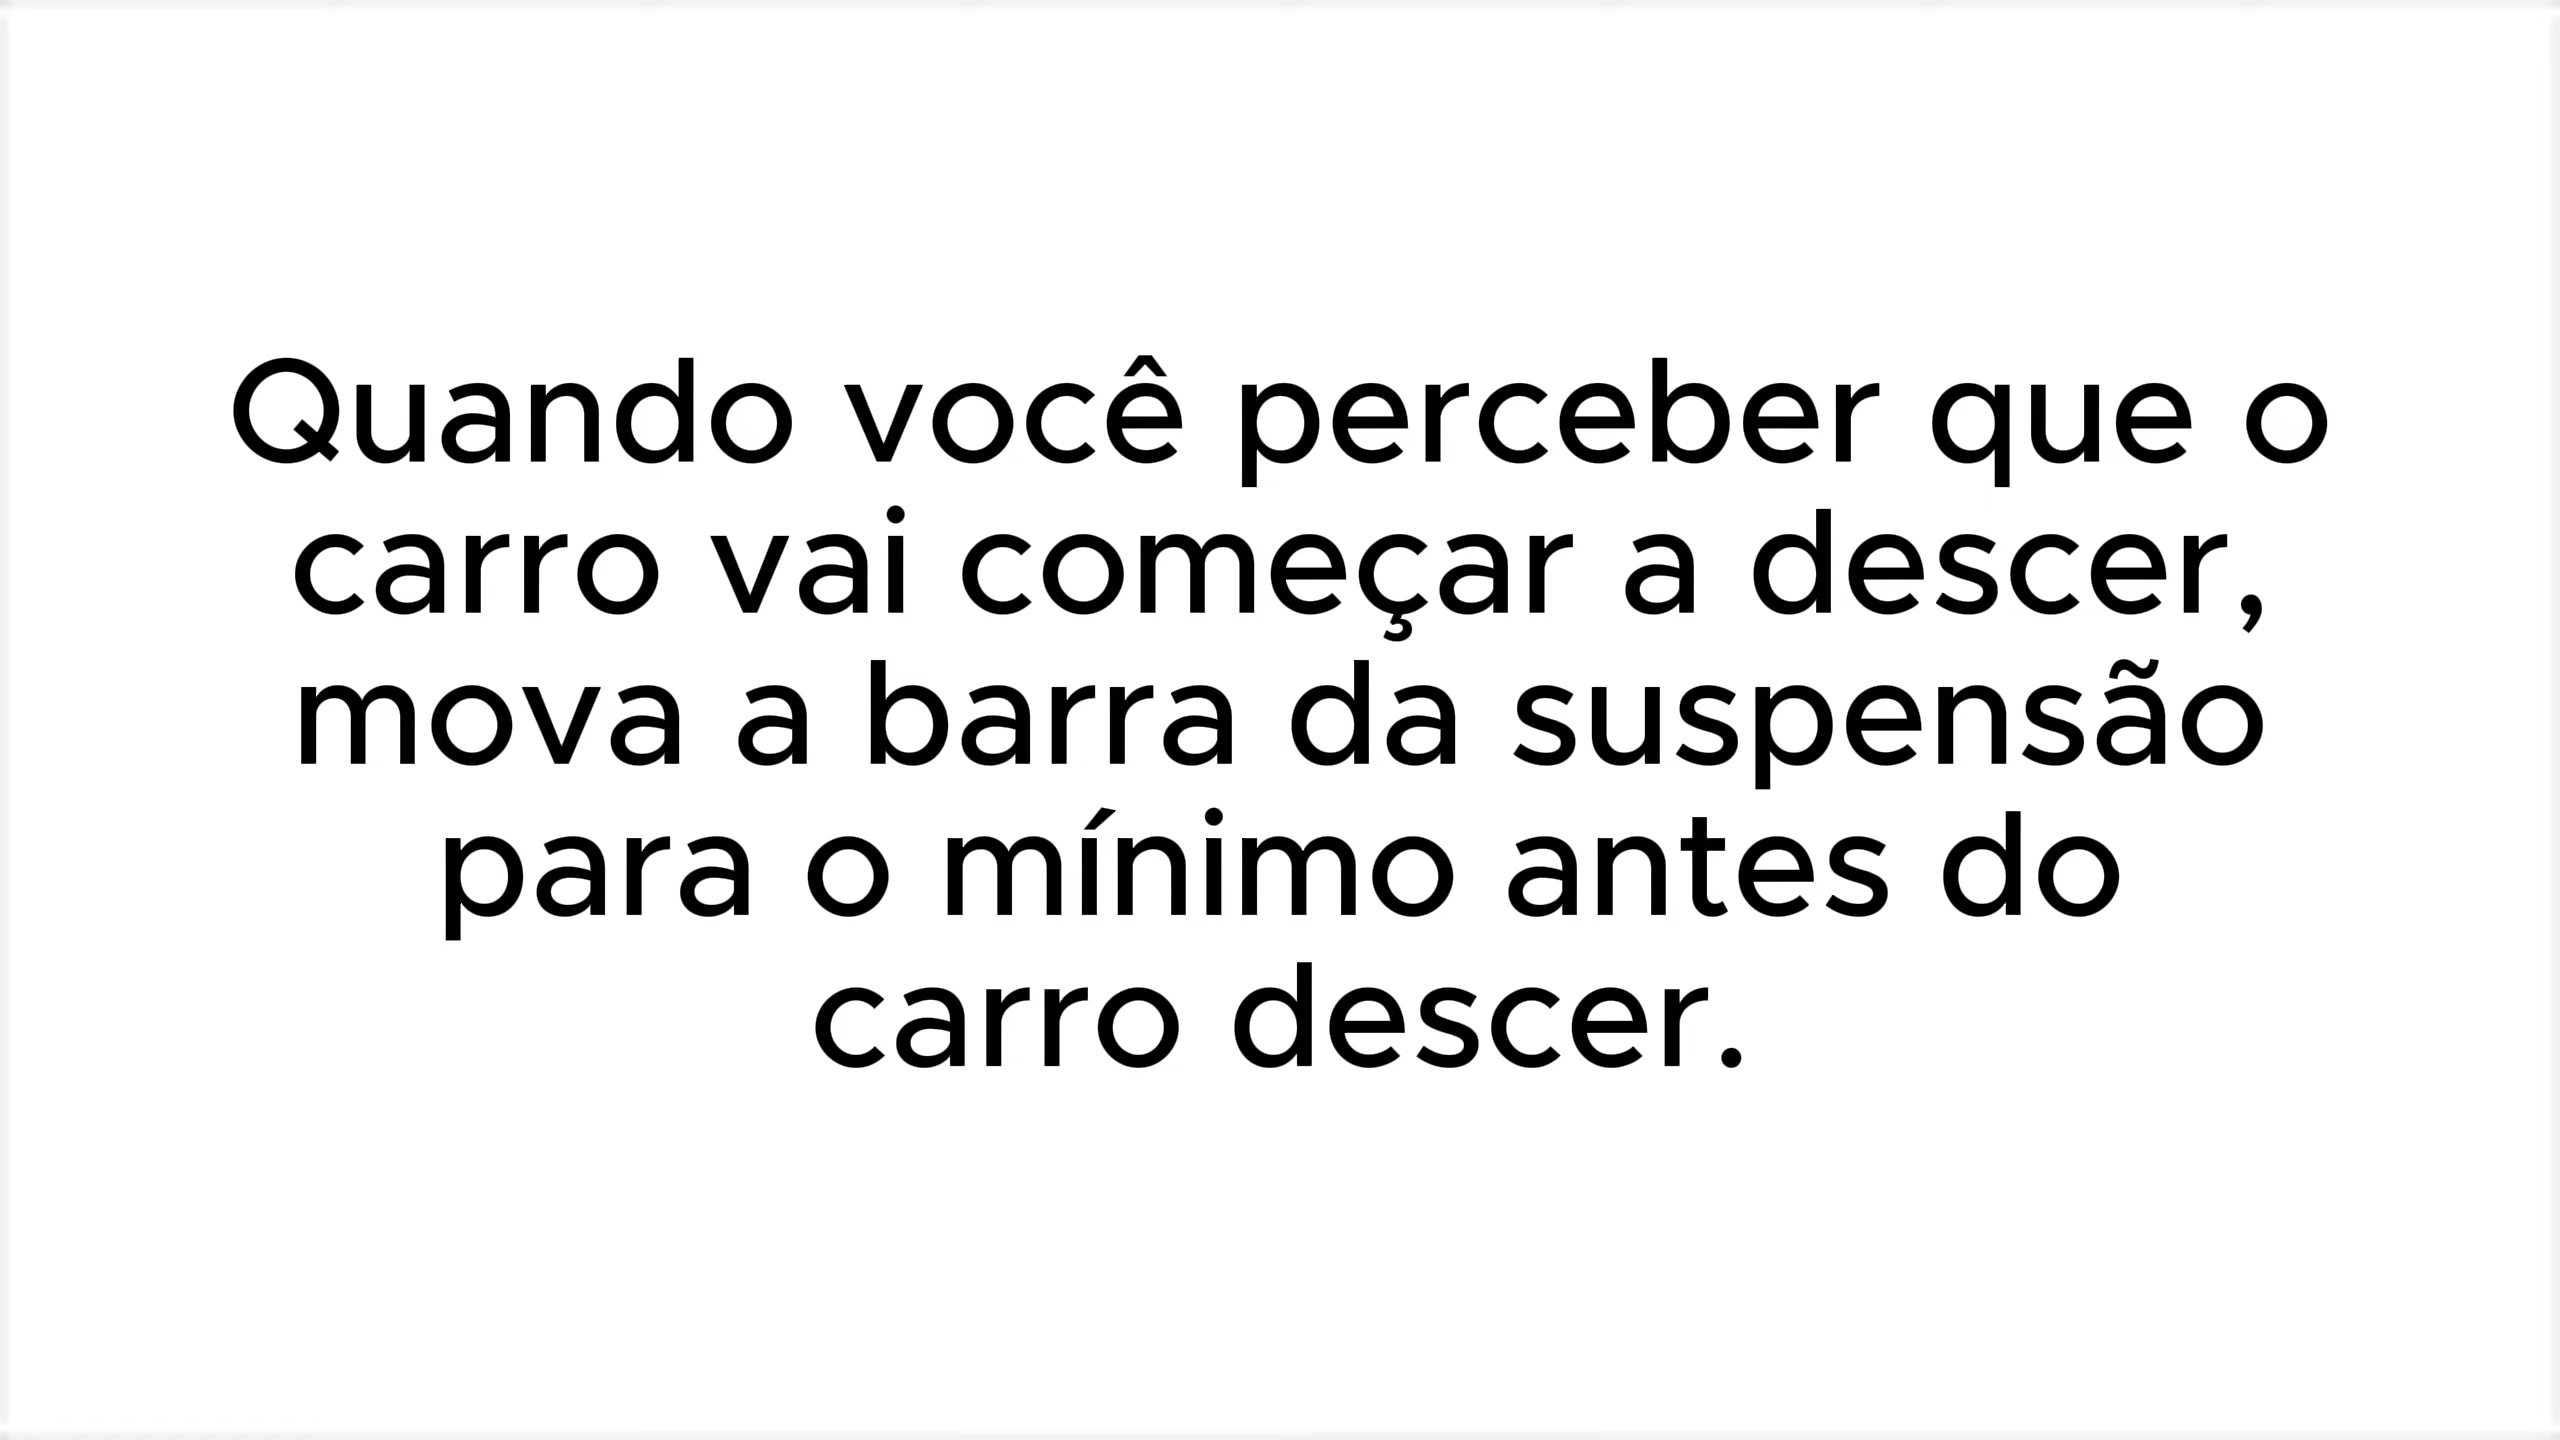 Quando você perceber que o
carro vai começar a descer,
mova a barra da suspensão
para o mínimo antes do
carro descer.